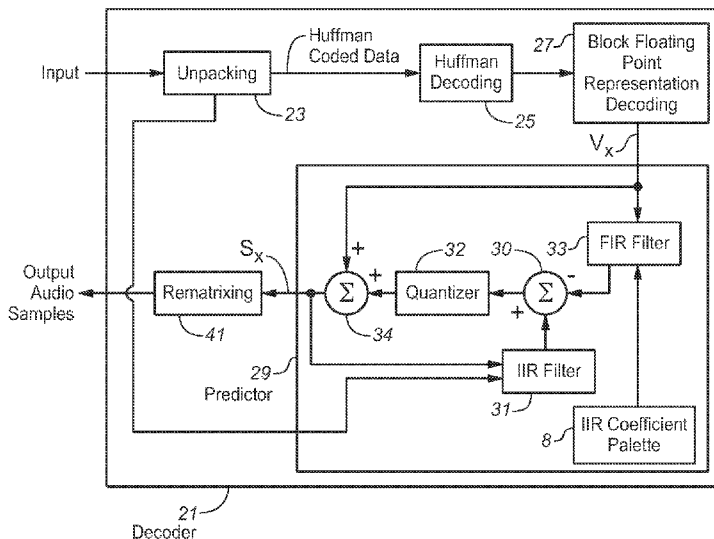 Huffman
Coded Data
27
Block Floating
Point
Representation
Decoding
Input
Unpacking
Huffman
Decoding
23
25
Vx
Sx
32
30
33
FIR Filter
-
+
+
+
Output
Audio
Samples
Rematrixing
Σ
Quantizer
Σ
41
34
29
Predictor
IIR Filter
31
8
IIR Coefficient
Palette
21
Decoder